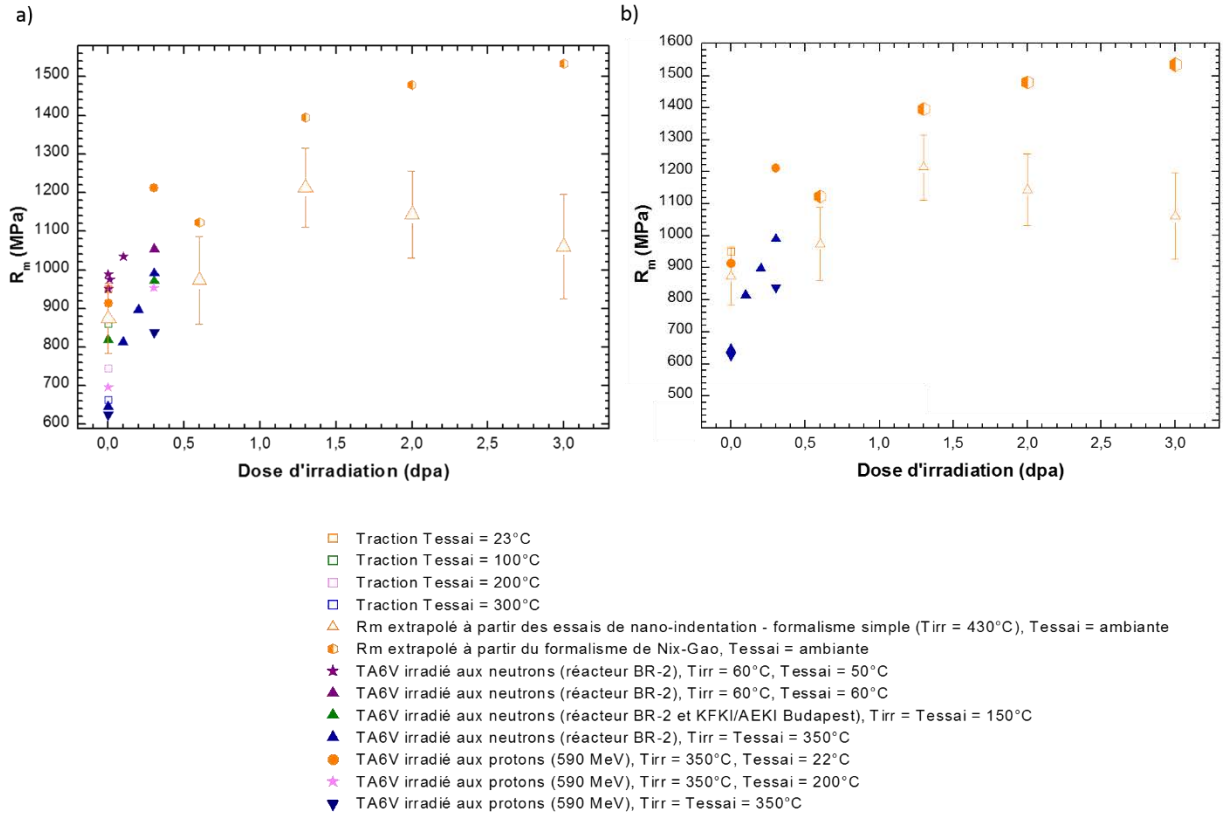 a)
b)
1500
1400
1300
1200
1100
1000
900
800
700
600
R_m (MPa)
0,0 0,5 1,0 1,5 2,0 2,5 3,0
Dose d'irradiation (dpa)
1600
1500
1400
1300
1200
1100
1000
900
800
700
600
500
R_m (MPa)
0,0 0,5 1,0 1,5 2,0 2,5 3,0
Dose d'irradiation (dpa)
Traction Tessai = 23°C
Traction Tessai = 100°C
Traction Tessai = 200°C
Traction Tessai = 300°C
Rm extrapolé à partir des essais de nano-indentation - formalisme simple (Tirr = 430°C), Tessai = ambiante
Rm extrapolé à partir du formalisme de Nix-Gao, Tessai = ambiante
TA6V irradié aux neutrons (réacteur BR-2), Tirr = 60°C, Tessai = 50°C
TA6V irradié aux neutrons (réacteur BR-2), Tirr = 60°C, Tessai = 60°C
TA6V irradié aux neutrons (réacteur BR-2 et KFKI/AEKI Budapest), Tirr = Tessai = 150°C
TA6V irradié aux neutrons (réacteur BR-2), Tirr = Tessai = 350°C
TA6V irradié aux protons (590 MeV), Tirr = 350°C, Tessai = 22°C
TA6V irradié aux protons (590 MeV), Tirr = 350°C, Tessai = 200°C
TA6V irradié aux protons (590 MeV), Tirr = Tessai = 350°C